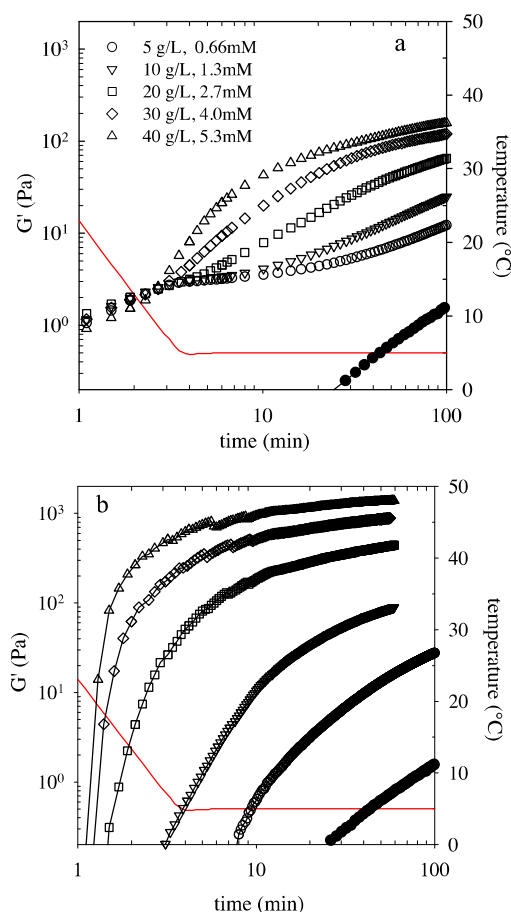 a
5 g/L, 0.66mM
10 g/L, 1.3mM
20 g/L, 2.7mM
30 g/L, 4.0mM
40 g/L, 5.3mM
G' (Pa)
10³
10²
10¹
10⁰
50
40
30
20
10
0
temperature (°C)
1
10
100
time (min)
b
G' (Pa)
10³
10²
10¹
10⁰
50
40
30
20
10
0
temperature (°C)
1
10
100
time (min)